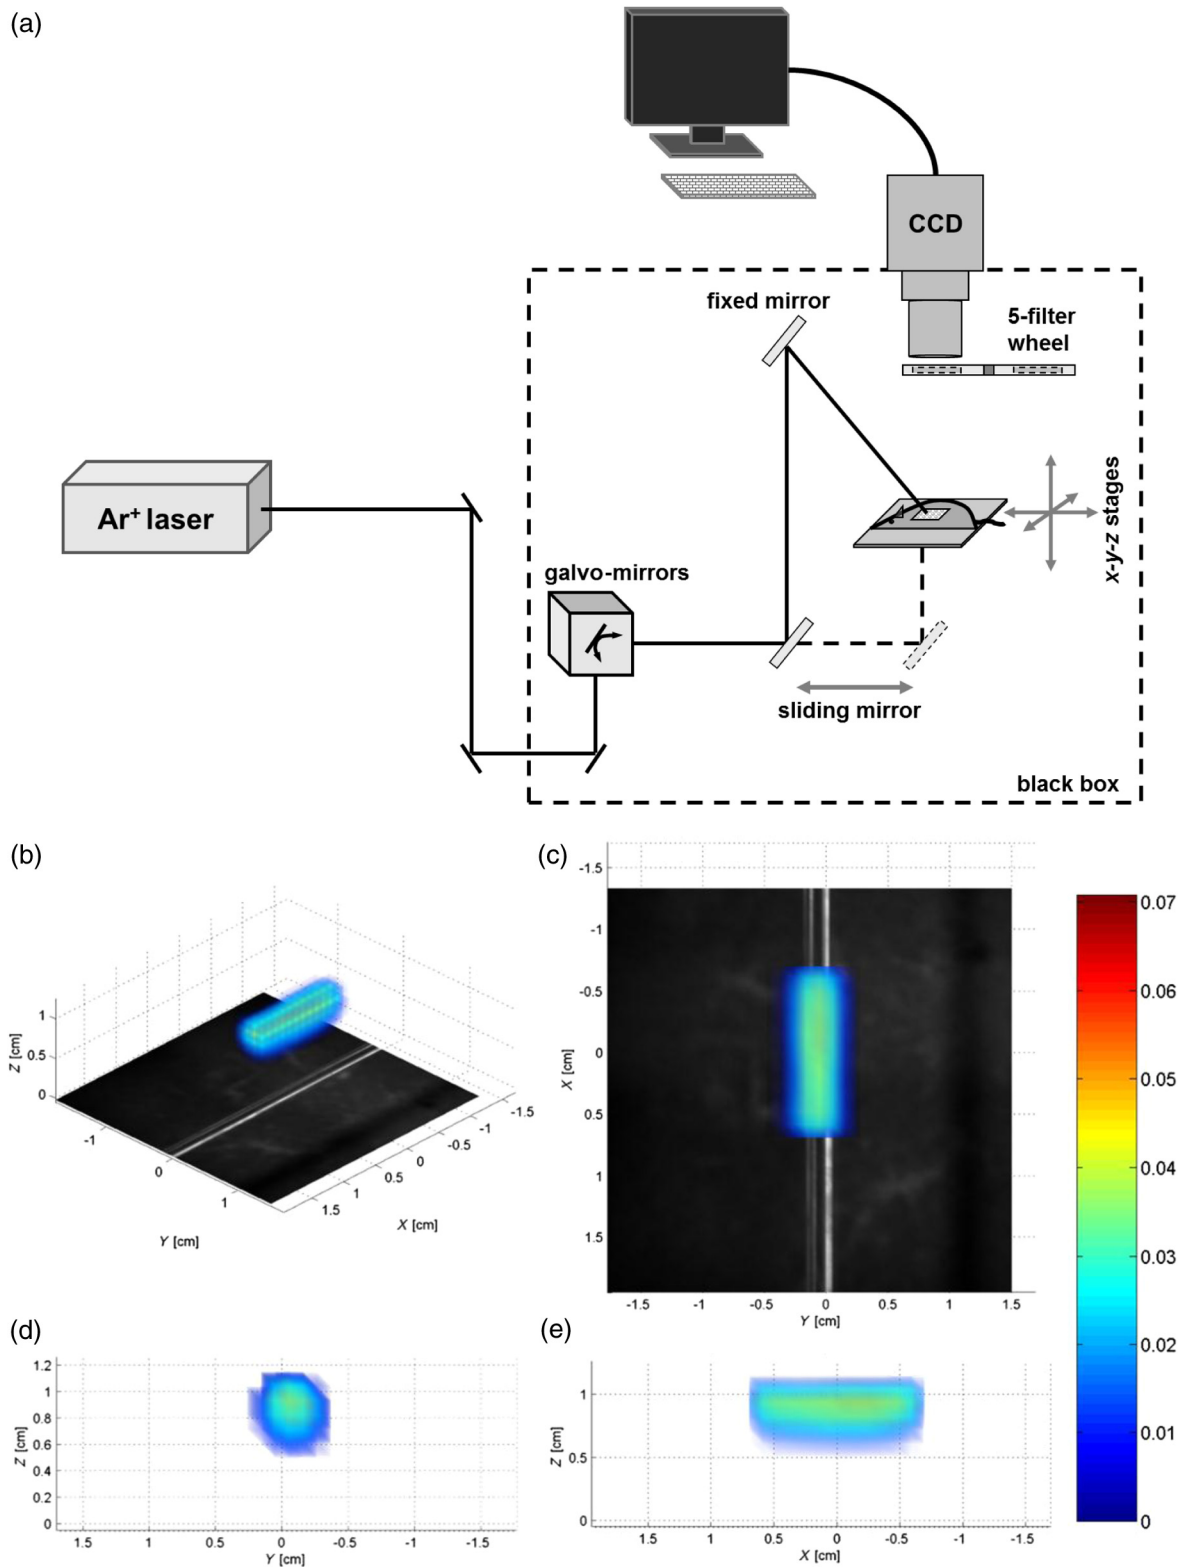 (a)
CCD
fixed mirror
5-filter
wheel
Ar+ laser
x-y-z stages
galvo-mirrors
sliding mirror
black box
(b)
Z [cm]
1
0.5
0
-1
0
1
Y [cm]
1.5
1
0.5
0
-0.5
-1
-1.5
X [cm]
(c)
-1.5
-1
-0.5
0
0.5
1
1.5
X [cm]
-1.5 -1 -0.5 0 0.5 1 1.5
Y [cm]
0.07
0.06
0.05
0.04
0.03
0.02
0.01
0
(d)
1.2
1
0.8
0.6
0.4
0.2
0
Z [cm]
1.5 1 0.5 0 -0.5 -1 -1.5
Y [cm]
(e)
1
0.5
0
Z [cm]
1.5 1 0.5 0 -0.5 -1 -1.5
X [cm]